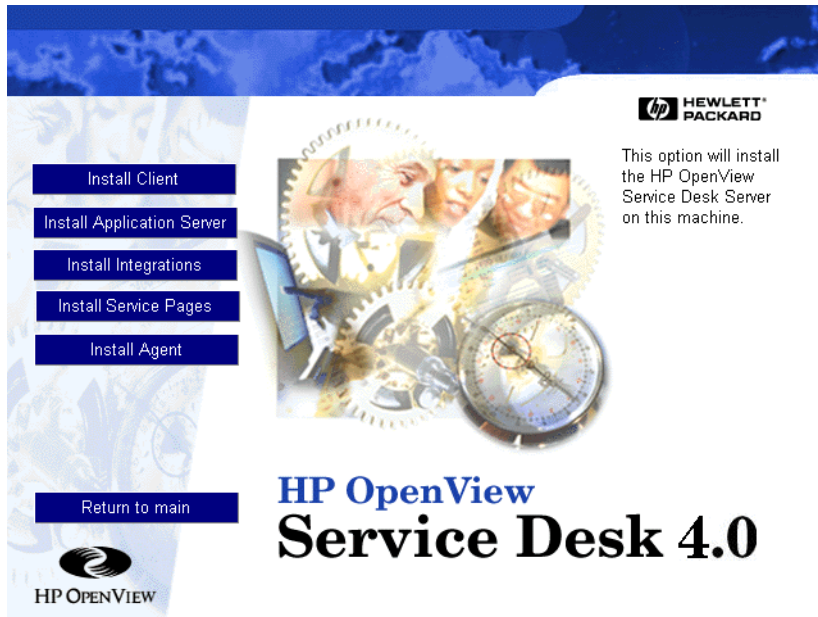 hp HEWLETT®
PACKARD
This option will install
the HP OpenView
Service Desk Server
on this machine.
Install Client
Install Application Server
Install Integrations
Install Service Pages
Install Agent
Return to main
HP OpenView
Service Desk 4.0
HP OPENVIEW